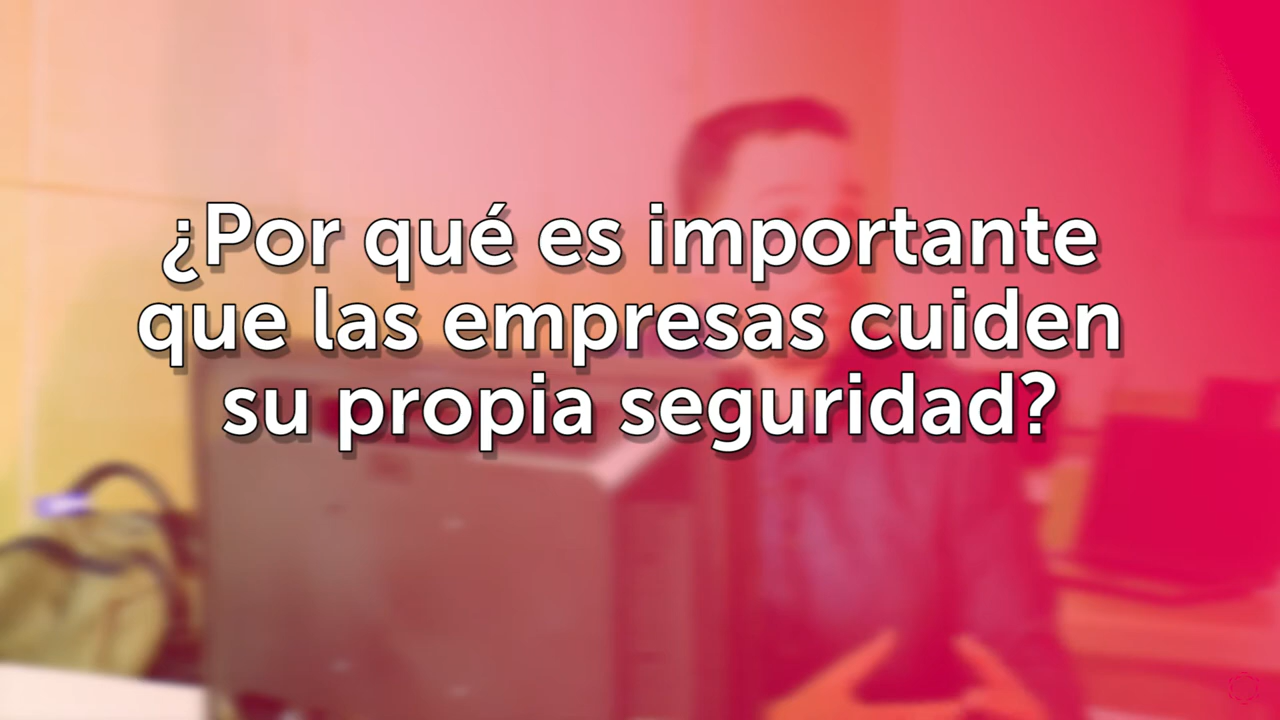 ¿Por qué es importante
que las empresas cuiden
su propia seguridad?